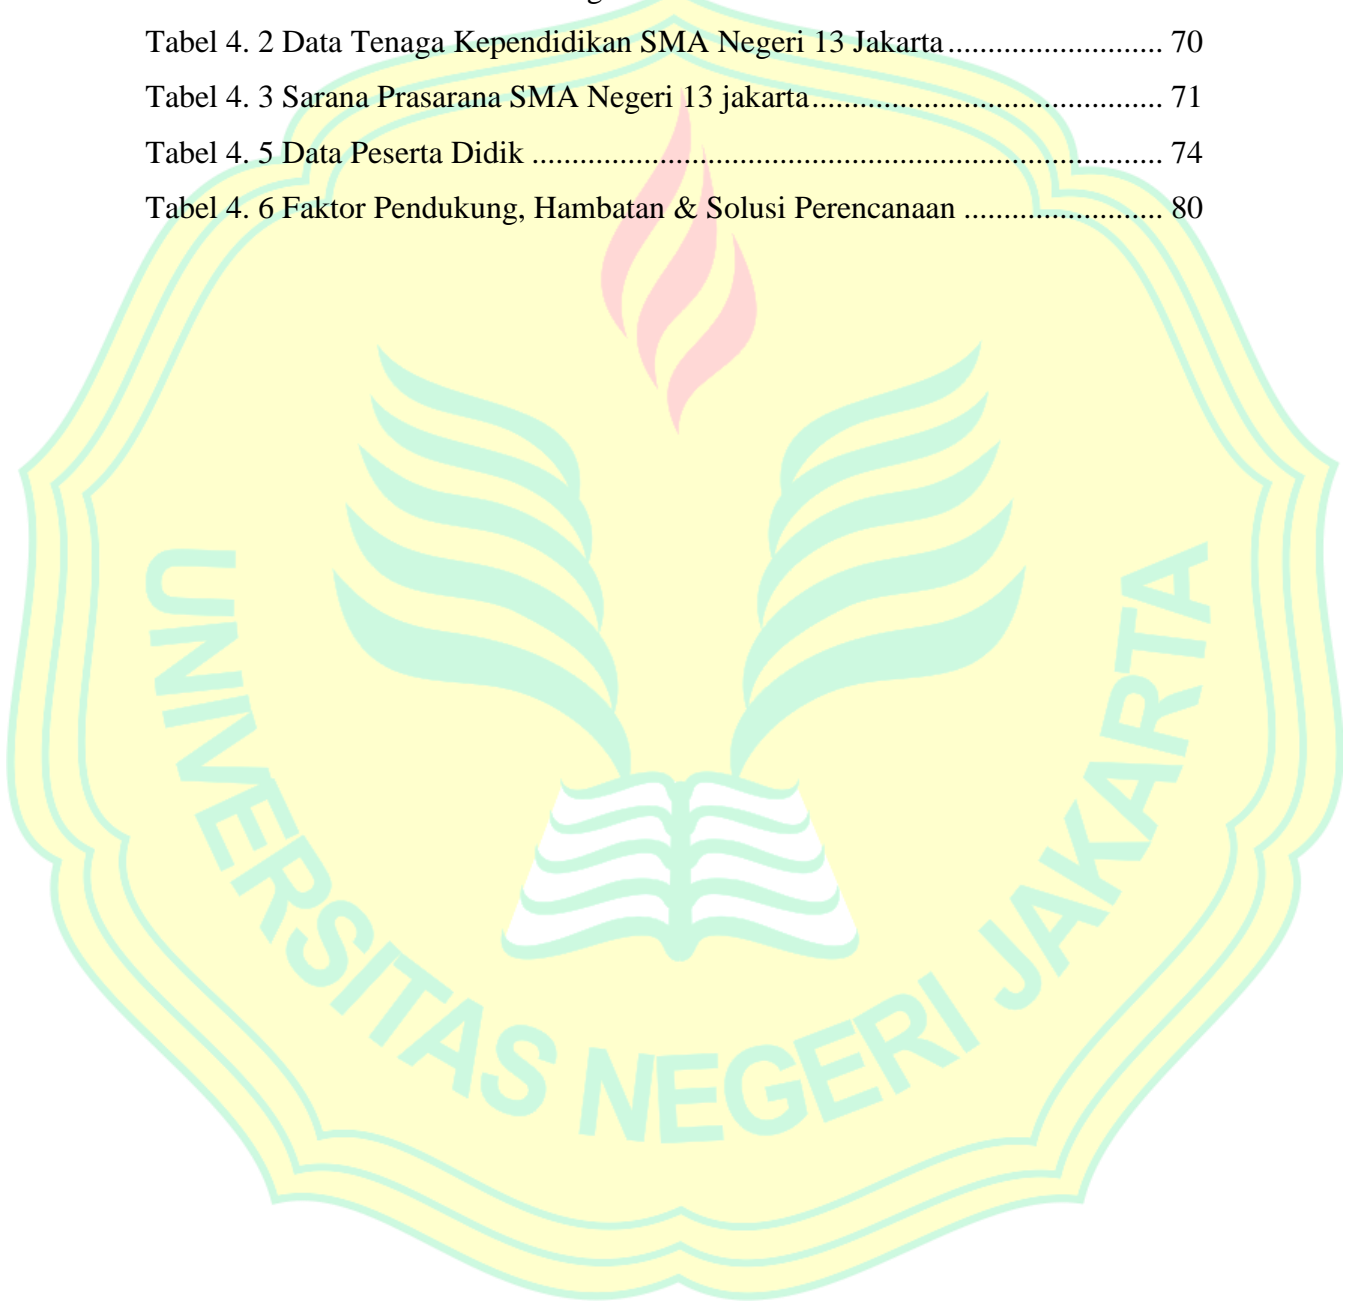 Tabel 4. 2 Data Tenaga Kependidikan SMA Negeri 13 Jakarta........................... 70
Tabel 4. 3 Sarana Prasarana SMA Negeri 13 jakarta............................................ 71
Tabel 4. 5 Data Peserta Didik ............................................................................... 74
Tabel 4. 6 Faktor Pendukung, Hambatan & Solusi Perencanaan ......................... 80
UNIVERSITAS NEGERI JAKARTA